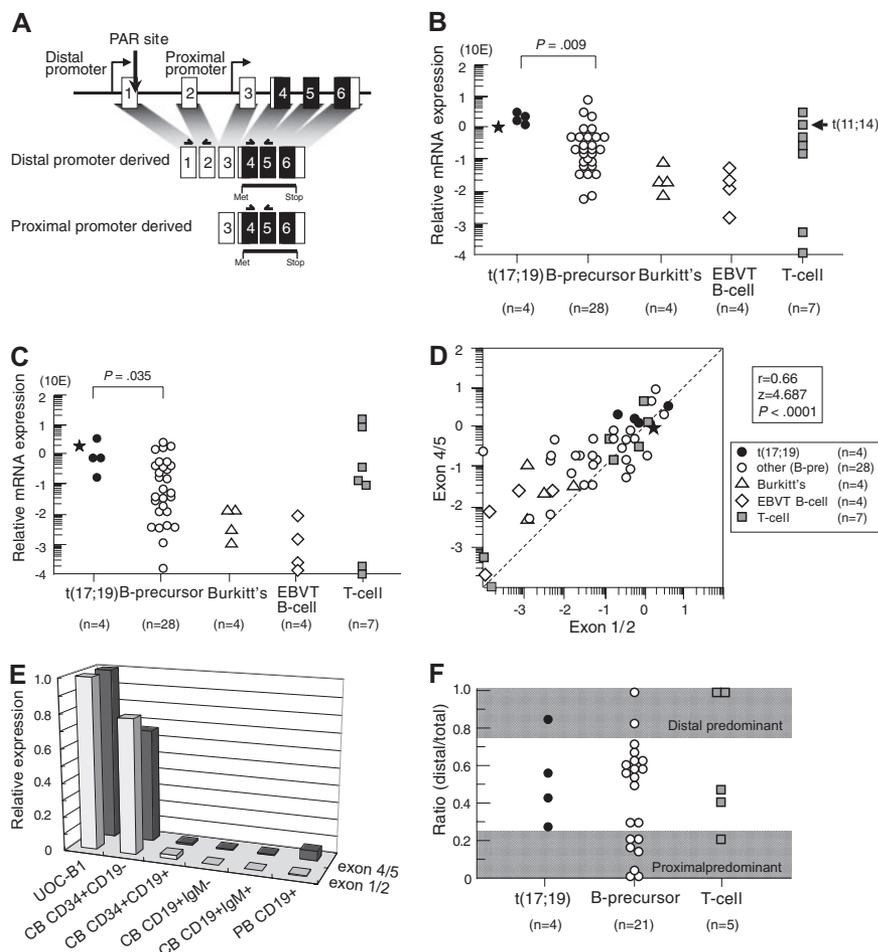 A
PAR site
Distal promoter
Proximal promoter
1 2 3 4 5 6
Distal promoter derived
1 2 3 4 5 6
Met Stop
Proximal promoter derived
3 4 5 6
Met Stop
B
(10E)
P = .009
Relative mRNA expression
2
1
0
-1
-2
-3
-4
t(11;14)
t(17;19) B-precursor Burkitt's EBVT B-cell T-cell
(n=4) (n=28) (n=4) (n=4) (n=7)
C
(10E)
P = .035
Relative mRNA expression
2
1
0
-1
-2
-3
-4
t(17;19) B-precursor Burkitt's EBVT B-cell T-cell
(n=4) (n=28) (n=4) (n=4) (n=7)
D
Exon 4/5
2
1
0
-1
-2
-3
-3 -2 -1 0 1
Exon 1/2
r=0.66
z=4.687
P < .0001
t(17;19) (n=4)
other (B-pre) (n=28)
Burkitt's (n=4)
EBVT B-cell (n=4)
T-cell (n=7)
E
Relative expression
1.0
0.8
0.6
0.4
0.2
0
UOC-B1
CB CD34+CD19-
CB CD34+CD19+
CB CD19+IgM-
CB CD19+IgM+
PB CD19+
exon 4/5
exon 1/2
F
Ratio (distal/total)
1.0
0.8
0.6
0.4
0.2
0
Distal predominant
Proximalpredominant
t(17;19) B-precursor T-cell
(n=4) (n=21) (n=5)